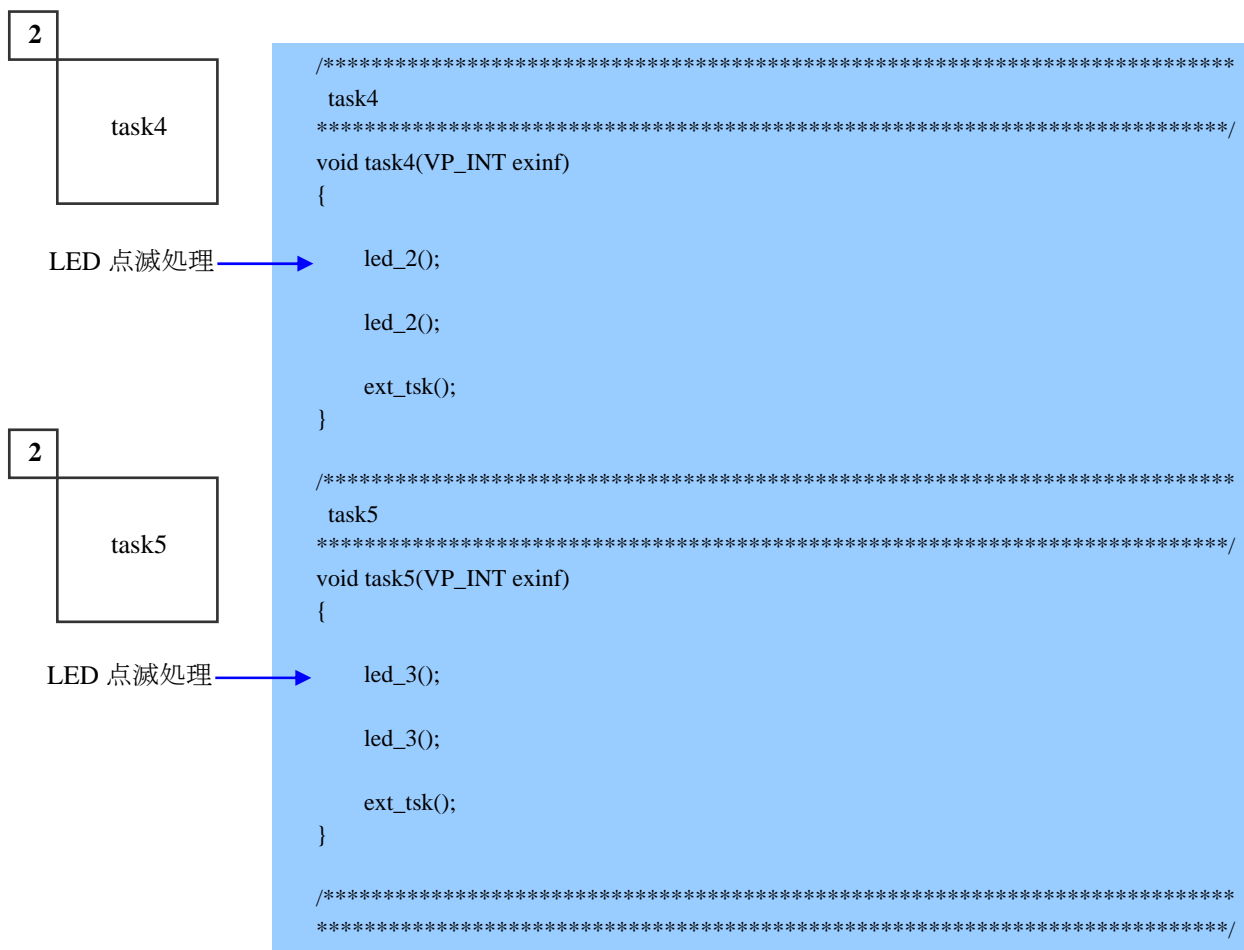 2
task4
LED 点滅処理
/****************************************************************************
task4
****************************************************************************/
void task4(VP_INT exinf)
{
led_2();
led_2();
ext_tsk();
}
2
task5
LED 点滅処理
/****************************************************************************
task5
****************************************************************************/
void task5(VP_INT exinf)
{
led_3();
led_3();
ext_tsk();
}
/****************************************************************************
****************************************************************************/